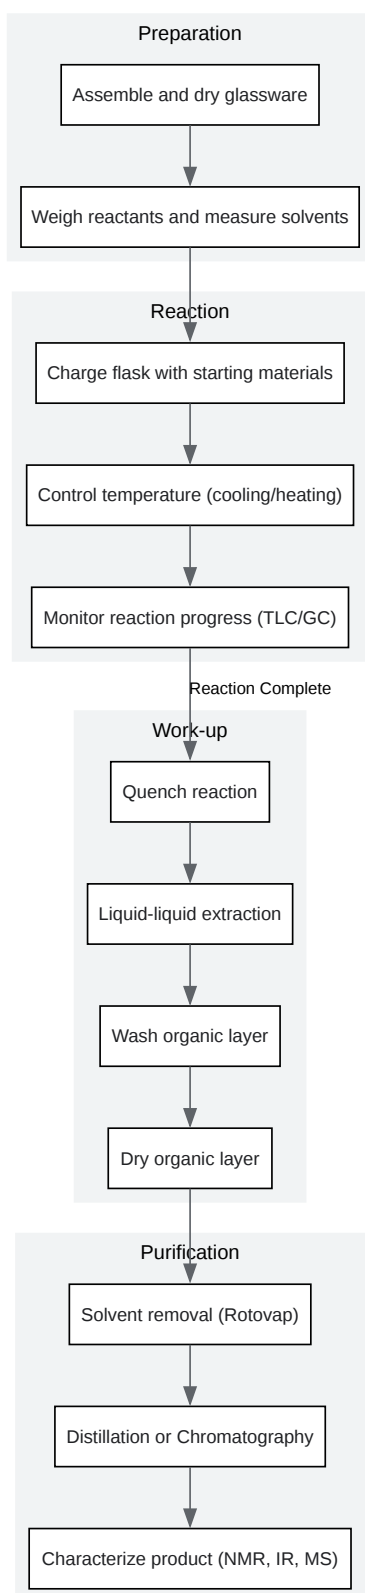 Preparation
Assemble and dry glassware
Weigh reactants and measure solvents
Reaction
Charge flask with starting materials
Control temperature (cooling/heating)
Monitor reaction progress (TLC/GC)
Reaction Complete
Work-up
Quench reaction
Liquid-liquid extraction
Wash organic layer
Dry organic layer
Purification
Solvent removal (Rotovap)
Distillation or Chromatography
Characterize product (NMR, IR, MS)